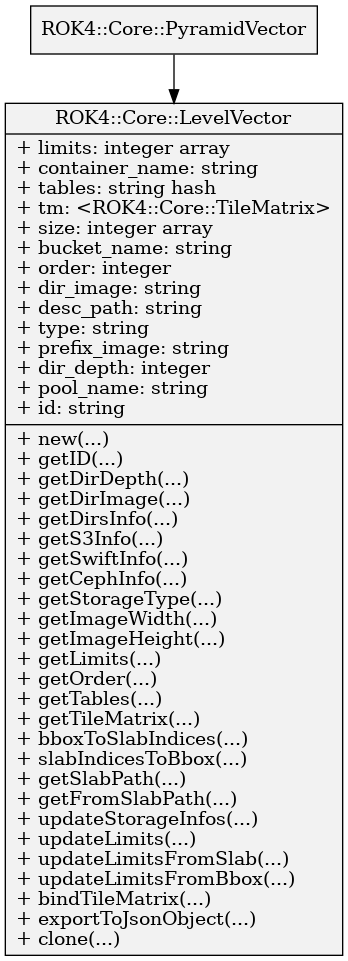 ROK4::Core::PyramidVector
ROK4::Core::LevelVector
+ limits: integer array
+ container_name: string
+ tables: string hash
+ tm: <ROK4::Core::TileMatrix>
+ size: integer array
+ bucket_name: string
+ order: integer
+ dir_image: string
+ desc_path: string
+ type: string
+ prefix_image: string
+ dir_depth: integer
+ pool_name: string
+ id: string
+ new(...)
+ getID(...)
+ getDirDepth(...)
+ getDirImage(...)
+ getDirsInfo(...)
+ getS3Info(...)
+ getSwiftInfo(...)
+ getCephInfo(...)
+ getStorageType(...)
+ getImageWidth(...)
+ getImageHeight(...)
+ getLimits(...)
+ getOrder(...)
+ getTables(...)
+ getTileMatrix(...)
+ bboxToSlabIndices(...)
+ slabIndicesToBbox(...)
+ getSlabPath(...)
+ getFromSlabPath(...)
+ updateStorageInfos(...)
+ updateLimits(...)
+ updateLimitsFromSlab(...)
+ updateLimitsFromBbox(...)
+ bindTileMatrix(...)
+ exportToJsonObject(...)
+ clone(...)